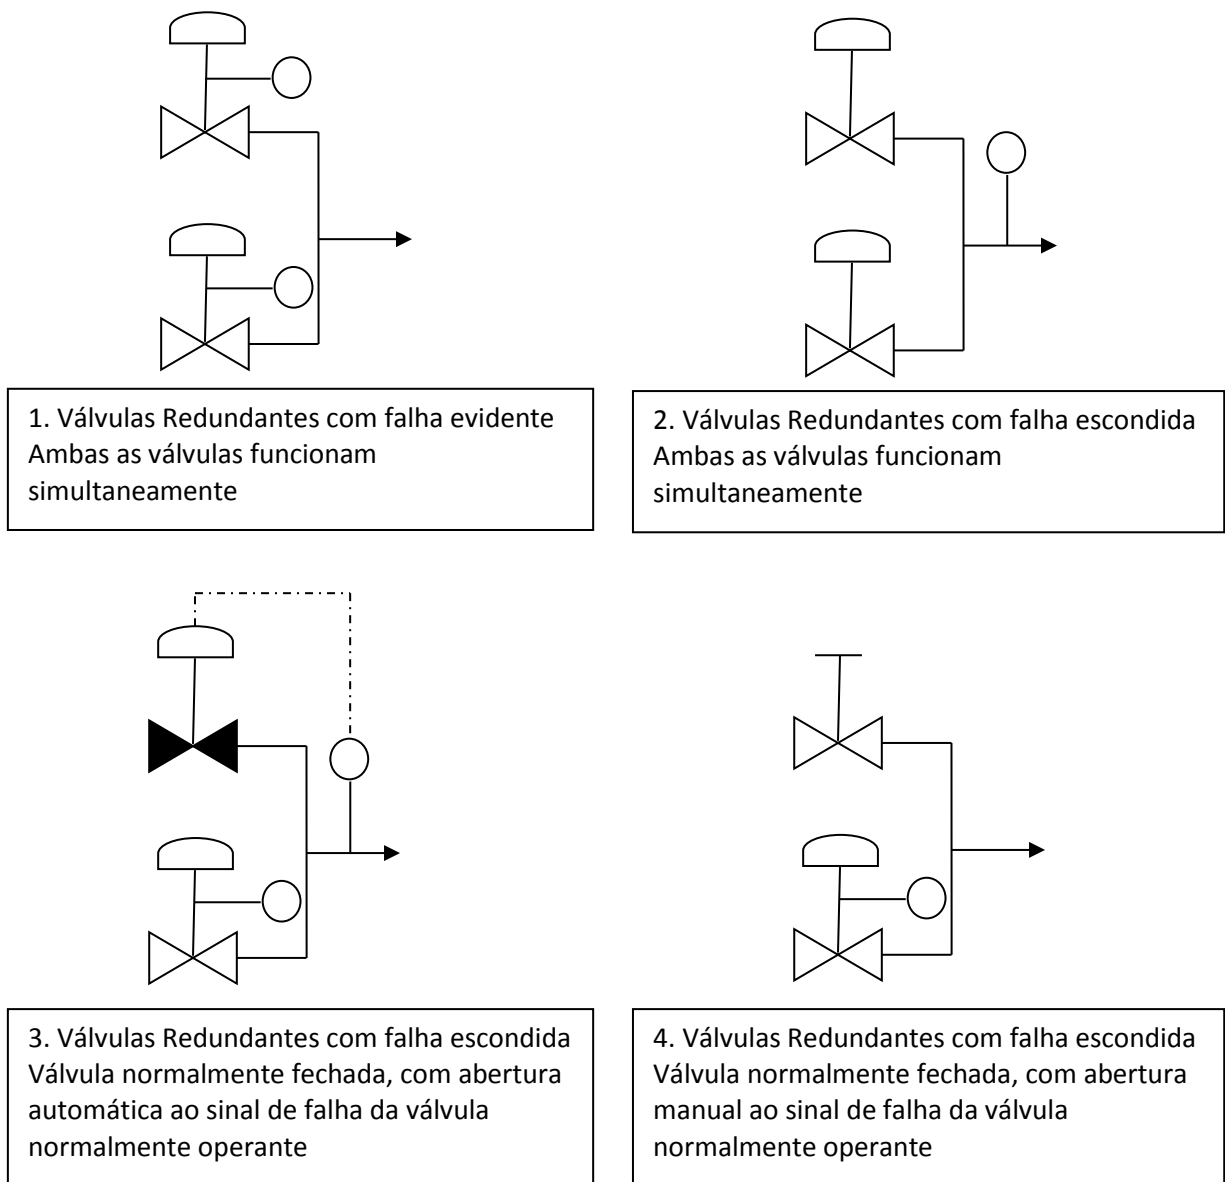 1. Válvulas Redundantes com falha evidente
Ambas as válvulas funcionam
simultaneamente
2. Válvulas Redundantes com falha escondida
Ambas as válvulas funcionam
simultaneamente
3. Válvulas Redundantes com falha escondida
Válvula normalmente fechada, com abertura
automática ao sinal de falha da válvula
normalmente operante
4. Válvulas Redundantes com falha escondida
Válvula normalmente fechada, com abertura
manual ao sinal de falha da válvula
normalmente operante